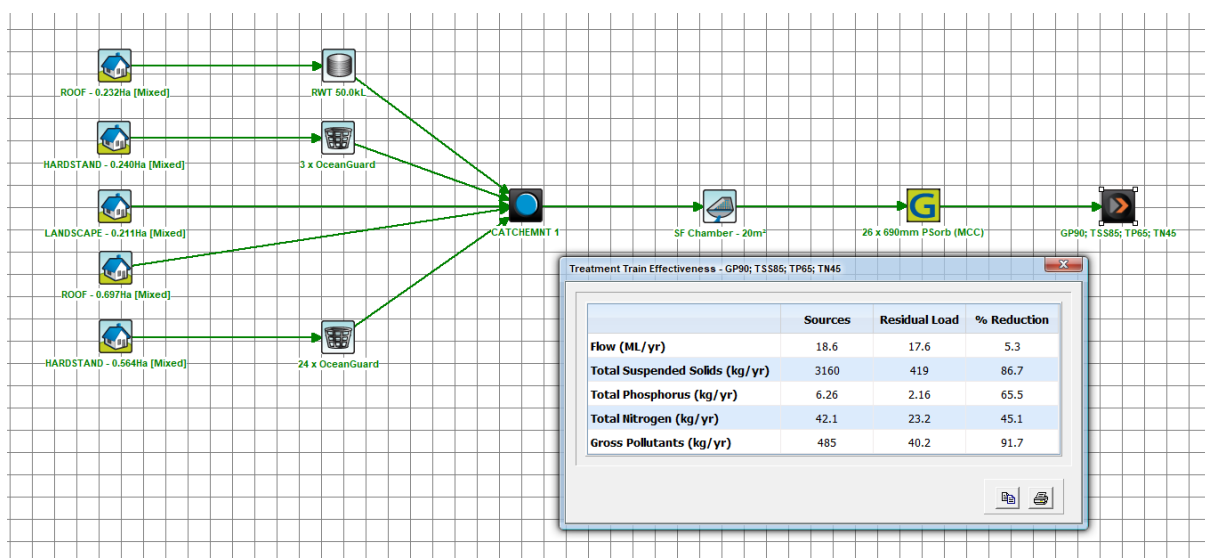 ROOF - 0.232Ha [Mixed]
RWT 50.0kL
HARDSTAND - 0.240Ha [Mixed]
3 x OceanGuard
LANDSCAPE - 0.211Ha [Mixed]
CATCHEMNT 1
SF Chamber - 20m²
26 x 690mm PSorb (MCC)
GP90; TSS85; TP65; TN45
ROOF - 0.697Ha [Mixed]
HARDSTAND - 0.564Ha [Mixed]
24 x OceanGuard
Treatment Train Effectiveness - GP90; TSS85; TP65; TN45
Sources Residual Load % Reduction
Flow (ML/yr) 18.6 17.6 5.3
Total Suspended Solids (kg/yr) 3160 419 86.7
Total Phosphorus (kg/yr) 6.26 2.16 65.5
Total Nitrogen (kg/yr) 42.1 23.2 45.1
Gross Pollutants (kg/yr) 485 40.2 91.7